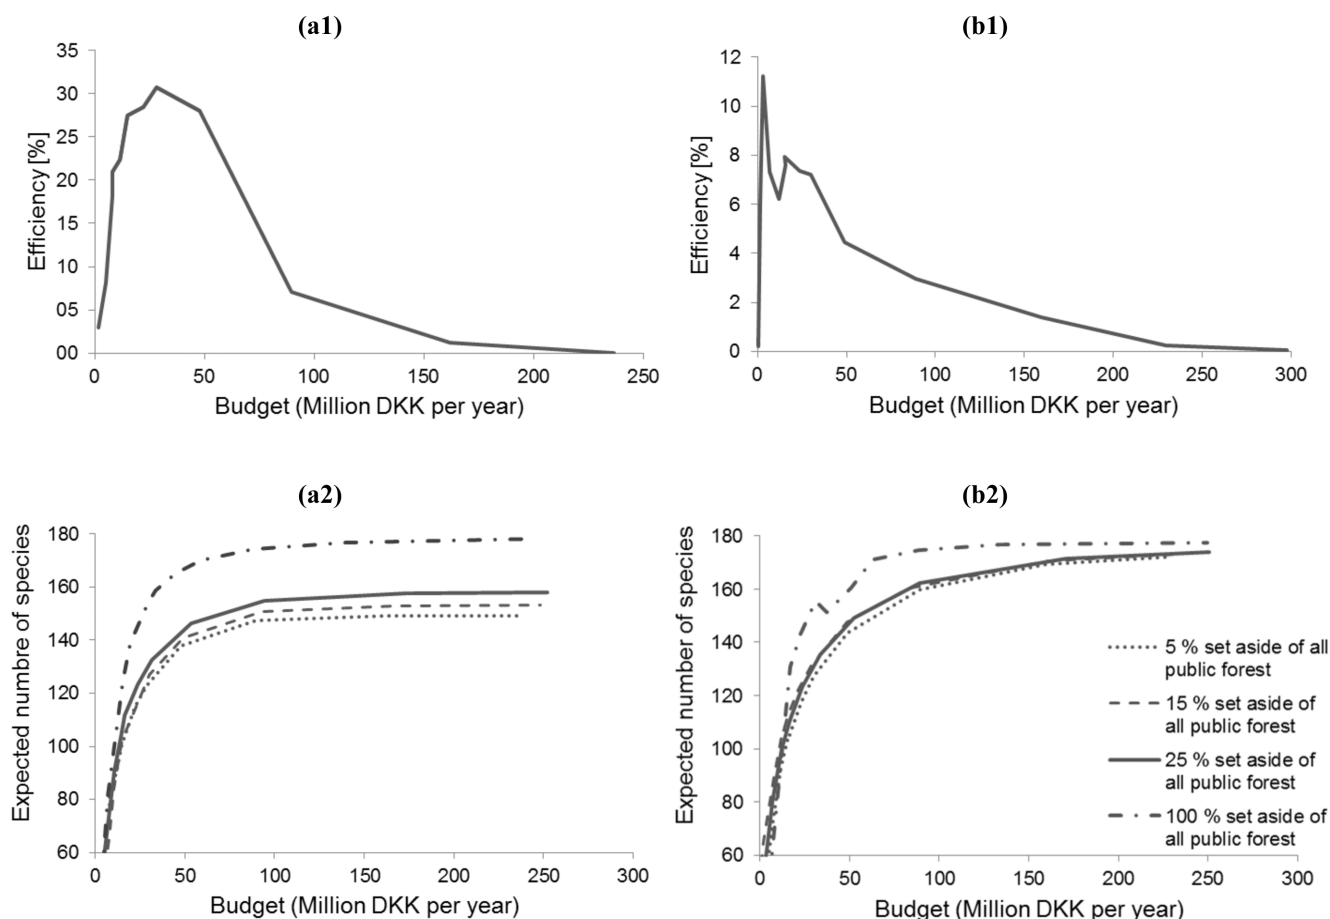 (a1)
35
30
25
20
15
10
05
00
Efficiency [%]
0 50 100 150 200 250
Budget (Million DKK per year)
(b1)
12
10
8
6
4
2
0
Efficiency [%]
0 50 100 150 200 250 300
Budget (Million DKK per year)
(a2)
180
160
140
120
100
80
60
Expected numbre of species
0 50 100 150 200 250 300
Budget (Million DKK per year)
(b2)
180
160
140
120
100
80
60
Expected number of species
0 50 100 150 200 250 300
Budget (Million DKK per year)
5 % set aside of all
public forest
15 % set aside of
all public forest
25 % set aside of
all public forest
100 % set aside of
all public forest